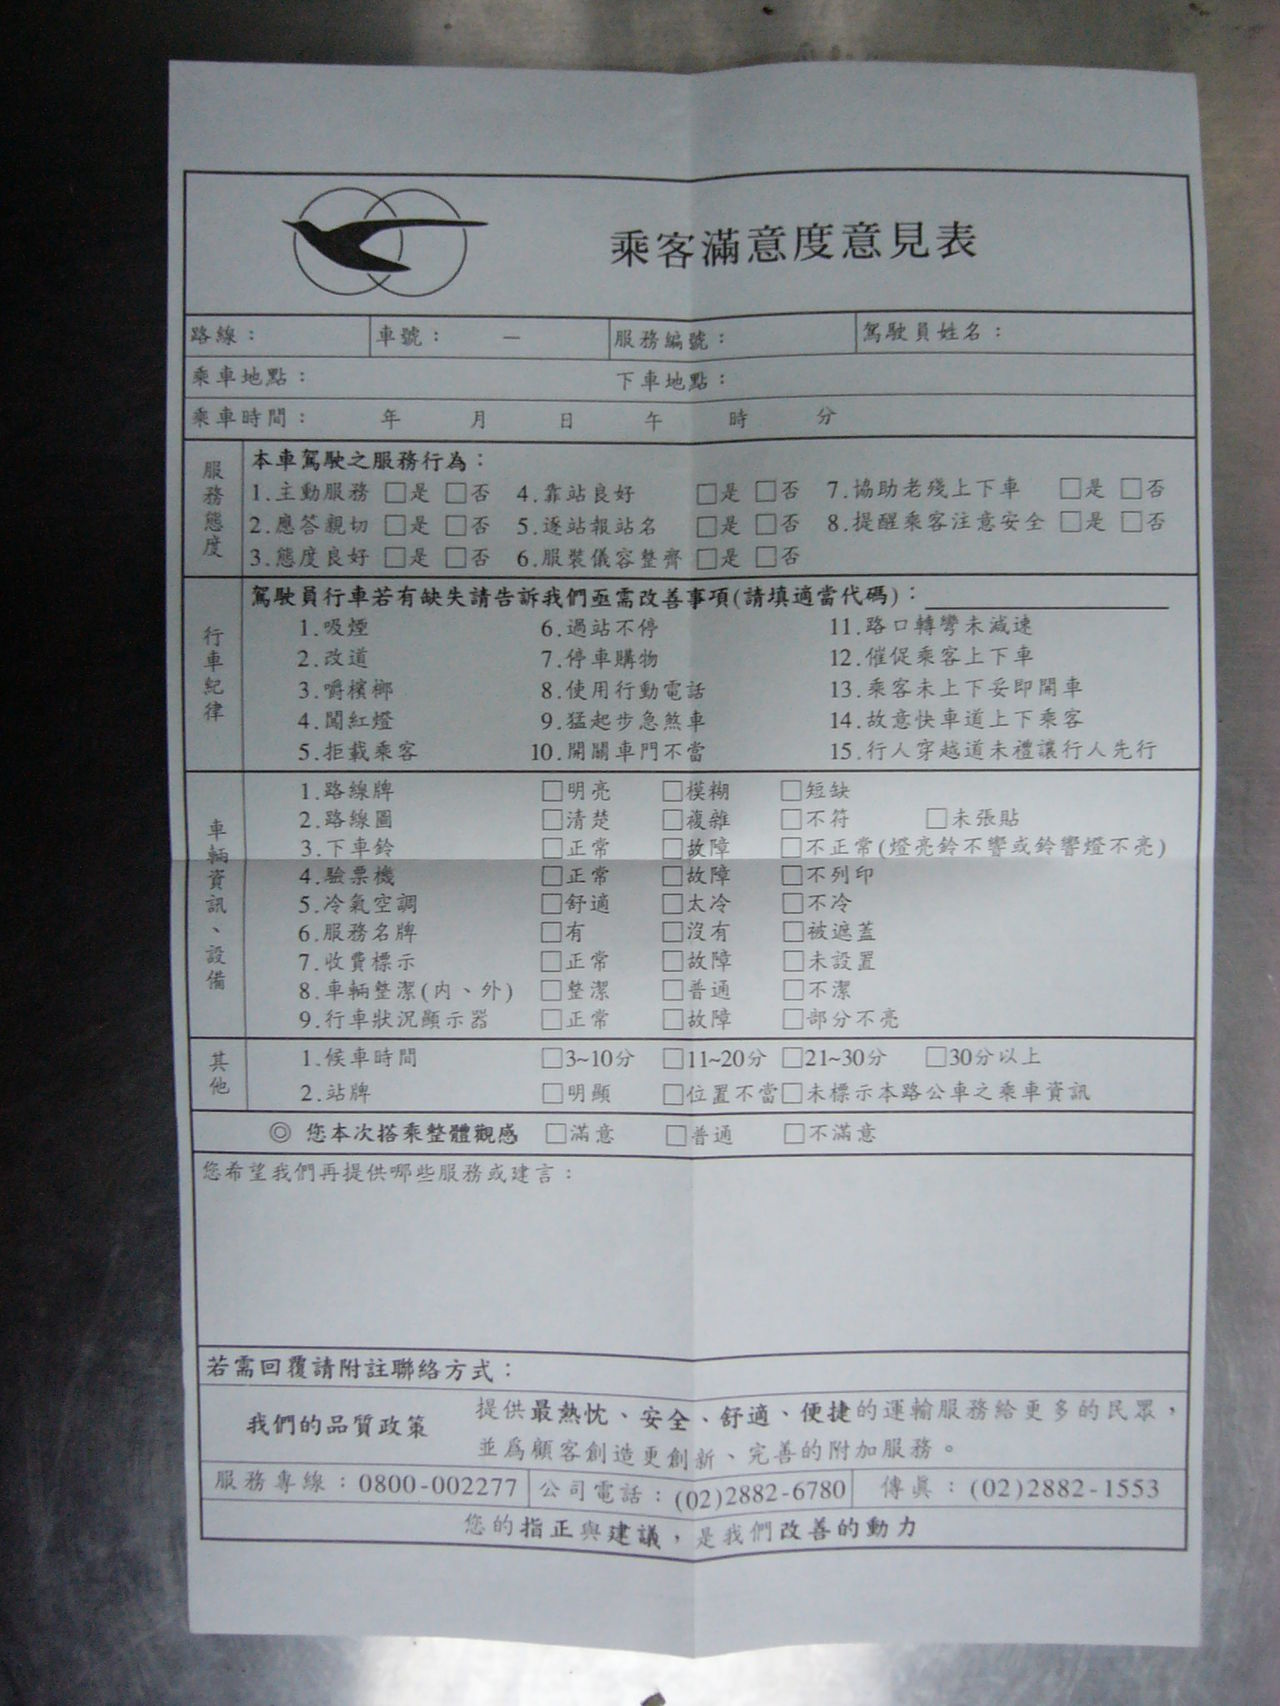 乘客滿意度意見表
路線： 車號： － 服務編號： 駕駛員姓名：
乘車地點： 下車地點：
乘車時間： 年 月 日 午 時 分
服務態度
本車駕駛之服務行為：
1.主動服務 □是 □否 4.靠站良好 □是 □否 7.協助老殘上下車 □是 □否
2.應答親切 □是 □否 5.逐站報站名 □是 □否 8.提醒乘客注意安全 □是 □否
3.態度良好 □是 □否 6.服裝儀容整齊 □是 □否
行車紀律
駕駛員行車若有缺失請告訴我們亟需改善事項(請填適當代碼)：
1.吸煙 6.過站不停 11.路口轉彎未減速
2.改道 7.停車購物 12.催促乘客上下車
3.嚼檳榔 8.使用行動電話 13.乘客未上下妥即開車
4.闖紅燈 9.猛起步急煞車 14.故意快車道上下乘客
5.拒載乘客 10.開關車門不當 15.行人穿越道未禮讓行人先行
車輛資訊、設備
1.路線牌 □明亮 □模糊 □短缺
2.路線圖 □清楚 □複雜 □不符 □未張貼
3.下車鈴 □正常 □故障 □不正常(燈亮鈴不響或鈴響燈不亮)
4.驗票機 □正常 □故障 □不列印
5.冷氣空調 □舒適 □太冷 □不冷
6.服務名牌 □有 □沒有 □被遮蓋
7.收費標示 □正常 □故障 □未設置
8.車輛整潔(內、外) □整潔 □普通 □不潔
9.行車狀況顯示器 □正常 □故障 □部分不亮
其他
1.候車時間 □3~10分 □11~20分 □21~30分 □30分以上
2.站牌 □明顯 □位置不當 □未標示本路公車之乘車資訊
◎ 您本次搭乘整體觀感 □滿意 □普通 □不滿意
您希望我們再提供哪些服務或建言：
若需回覆請附註聯絡方式：
我們的品質政策
提供最熱忱、安全、舒適、便捷的運輸服務給更多的民眾，
並為顧客創造更創新、完善的附加服務。
服務專線：0800-002277 公司電話：(02)2882-6780 傳真：(02)2882-1553
您的指正與建議，是我們改善的動力